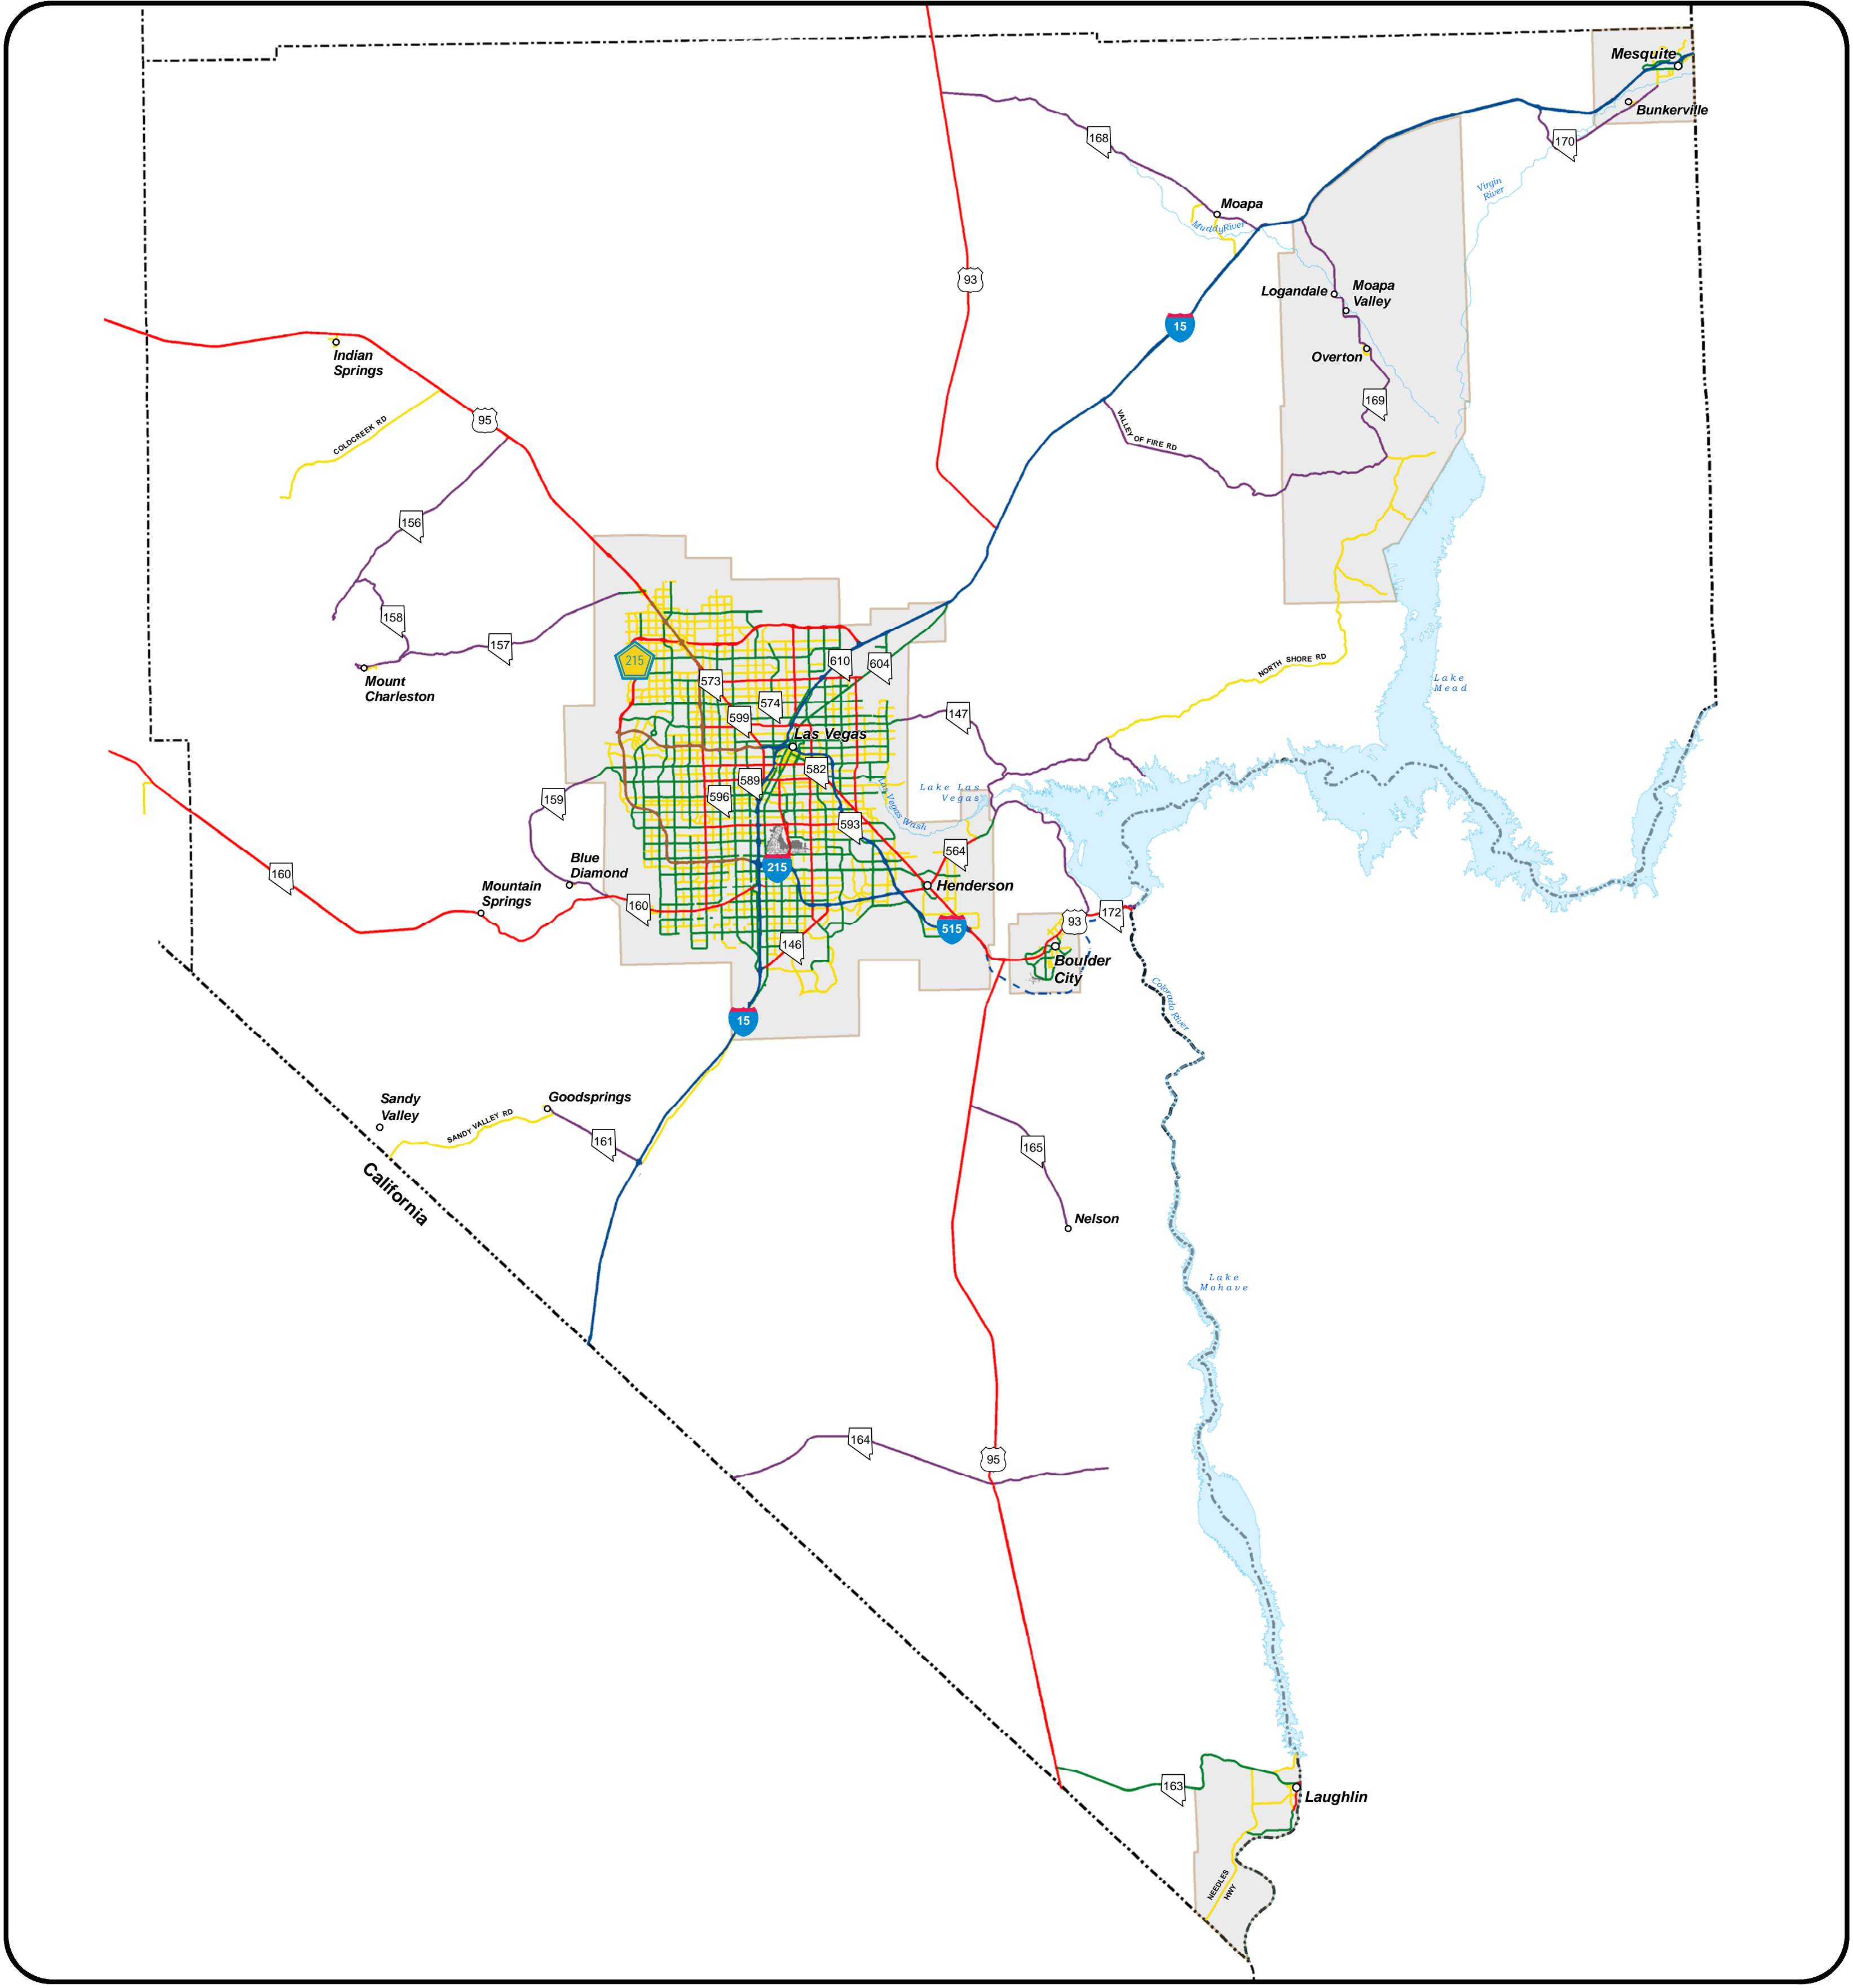 Mesquite
Bunkerville
170
168
Virgin
River
Moapa
MuddyRiver
93
Logandale
Moapa
Valley
15
Overton
Indian
Springs
169
95
COLDCREEK RD
VALLEY OF FIRE RD
156
158
157
215
610
604
NORTH SHORE RD
Mount
Charleston
573
Lake
Mead
574
599
147
Las Vegas
582
589
Lake Las
Vegas
596
159
Las Vegas Wash
593
564
Blue
Diamond
215
160
Mountain
Springs
Henderson
160
172
93
515
146
Boulder
City
Colorado River
15
Sandy
Valley
Goodsprings
SANDY VALLEY RD
161
165
California
Nelson
Lake
Mohave
164
95
163
Laughlin
NEEDLES
HWY